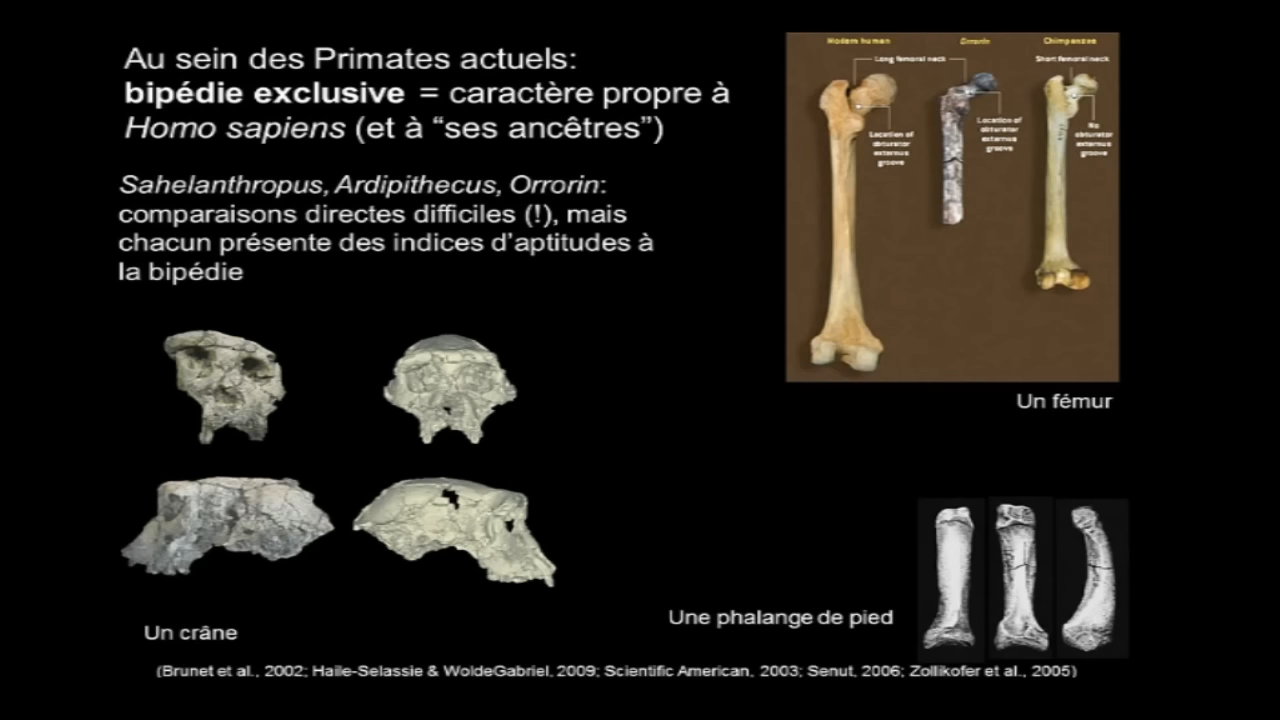 Au sein des Primates actuels:
bipédie exclusive = caractère propre à
Homo sapiens (et à “ses ancêtres”)
Sahelanthropus, Ardipithecus, Orrorin:
comparaisons directes difficiles (!), mais
chacun présente des indices d’aptitudes à
la bipédie
Modern human
Orrorin
Chimpanzee
Long femoral neck
Short femoral neck
Location of
obturator
externus
groove
Location of
obturator
externus
groove
No
obturator
externus
groove
Un fémur
Une phalange de pied
Un crâne
(Brunet et al., 2002; Haile-Selassie & WoldeGabriel, 2009; Scientific American, 2003; Senut, 2006; Zollikofer et al., 2005)